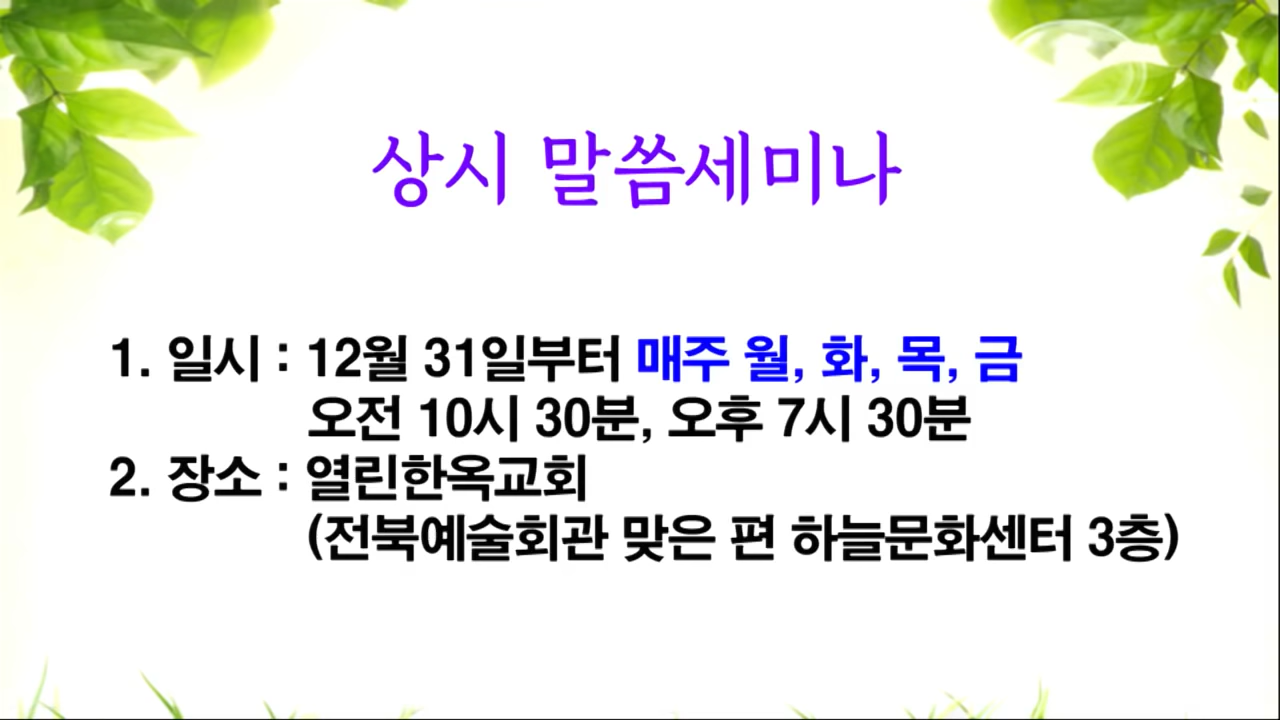 상시 말씀세미나
1. 일시 : 12월 31일부터 매주 월, 화, 목, 금
오전 10시 30분, 오후 7시 30분
2. 장소 : 열린한옥교회
(전북예술회관 맞은 편 하늘문화센터 3층)